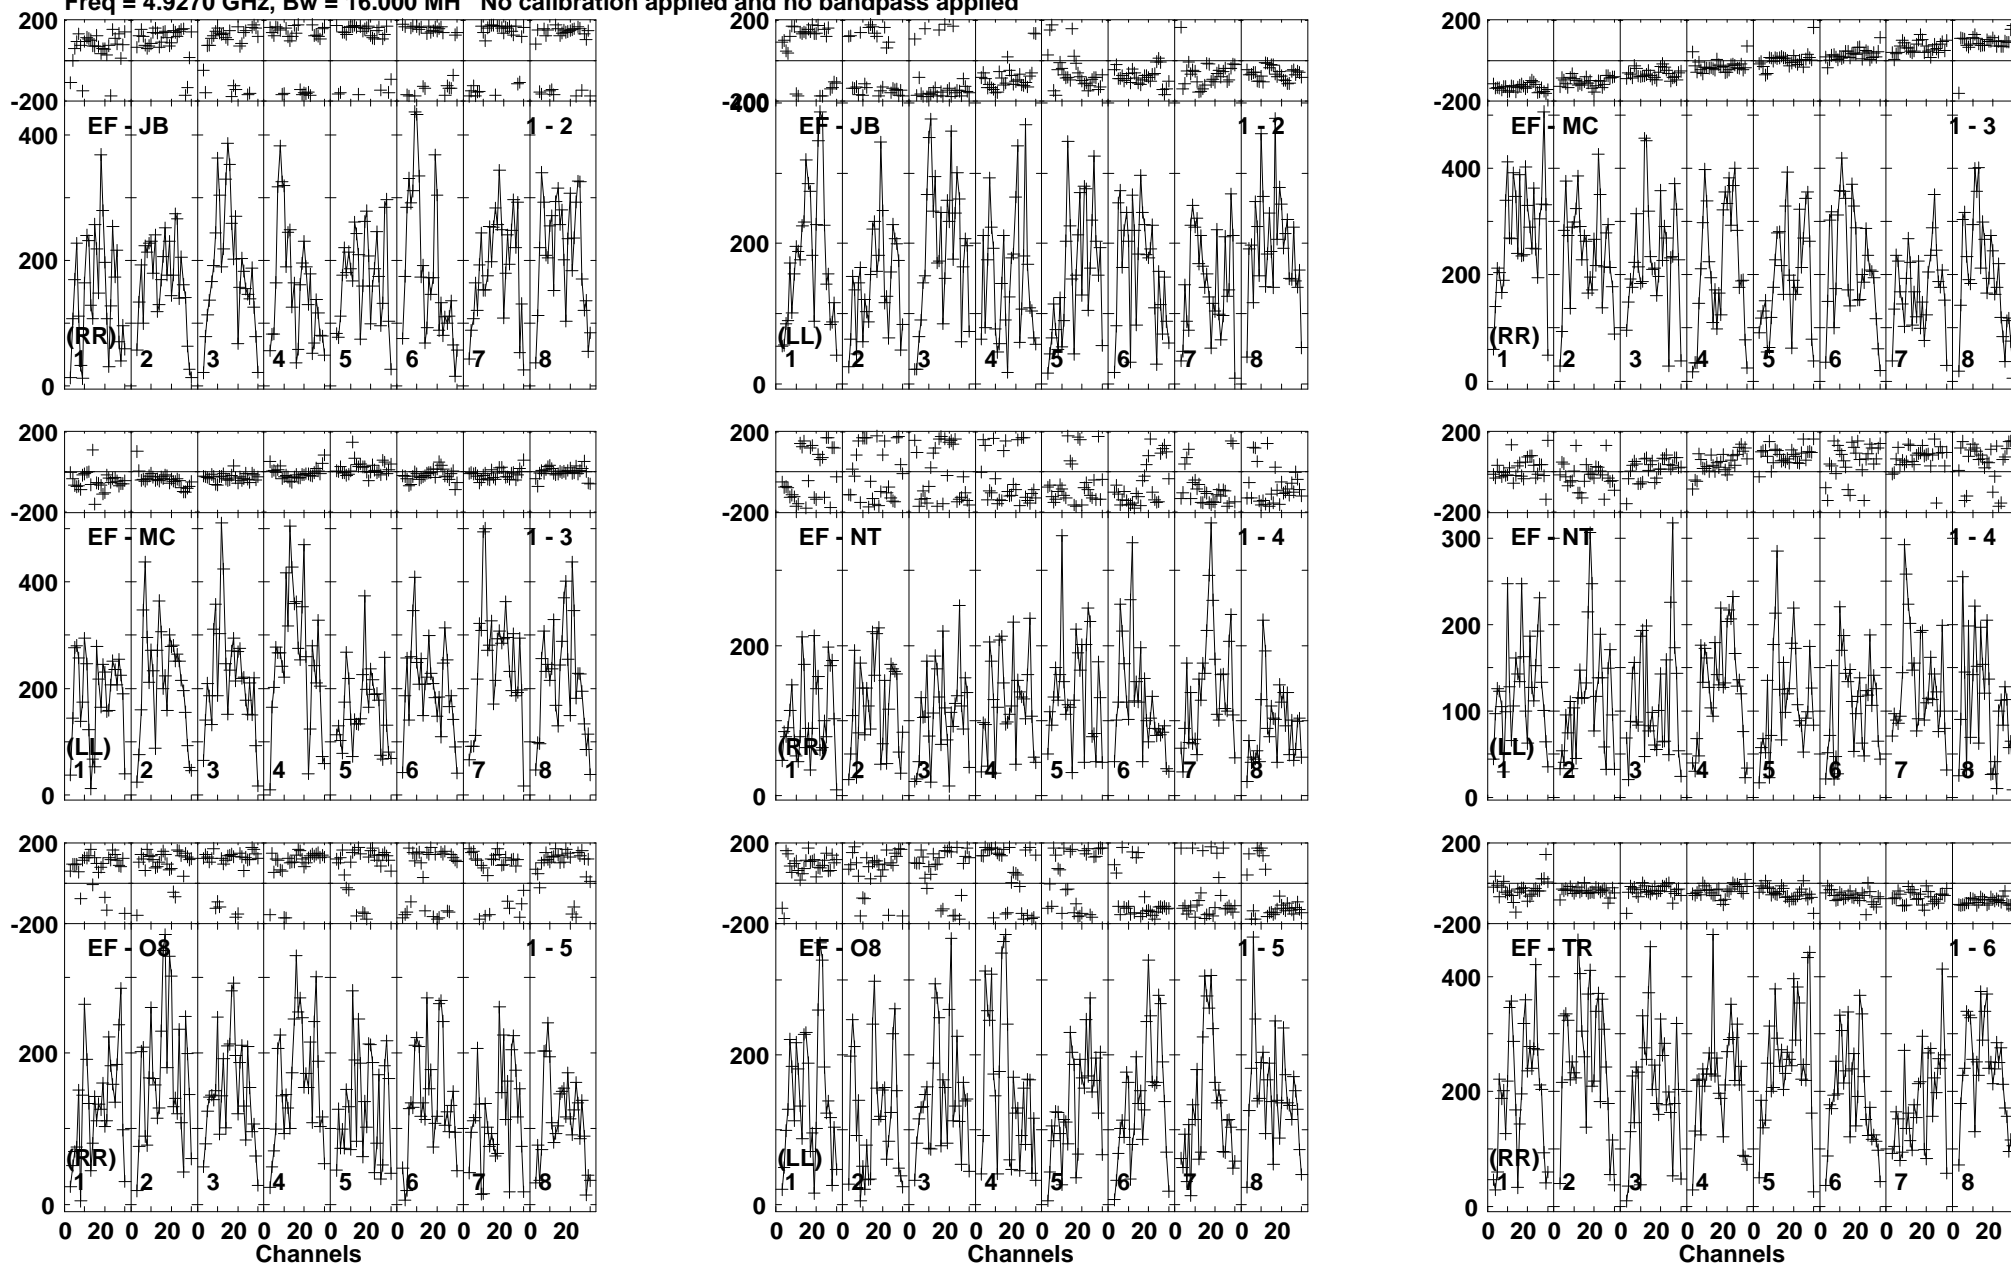 Freq = 4.9270 GHz, Bw = 16.000 MH No calibration applied and no bandpass applied
200 200 200
-200 -200 -200
EF - JB 1 - 2 400 EF - JB 1 - 2 EF - MC 1 - 3
400 400
200 200 200
(RR) (LL) (RR)
1 2 3 4 5 6 7 8 1 2 3 4 5 6 7 8 1 2 3 4 5 6 7 8
0 0 0
200 200 200
-200 -200 -200
EF - MC 1 - 3 EF - NT 1 - 4 EF - NT 1 - 4
300
400
200 200 200
100
(LL) (RR) (LL)
1 2 3 4 5 6 7 8 1 2 3 4 5 6 7 8 1 2 3 4 5 6 7 8
0 0 0
200 200 200
-200 -200 -200
EF - O8 1 - 5 EF - O8 1 - 5 EF - TR 1 - 6
400
200 200 200
(RR) (LL) (RR)
1 2 3 4 5 6 7 8 1 2 3 4 5 6 7 8 1 2 3 4 5 6 7 8
0 0 0
0 20 0 20 0 20 0 20 0 20 0 20 0 20 0 20 0 20 0 20 0 20 0 20 0 20 0 20 0 20 0 20 0 20 0 20 0 20 0 20 0 20 0 20 0 20 0 20
Channels Channels Channels